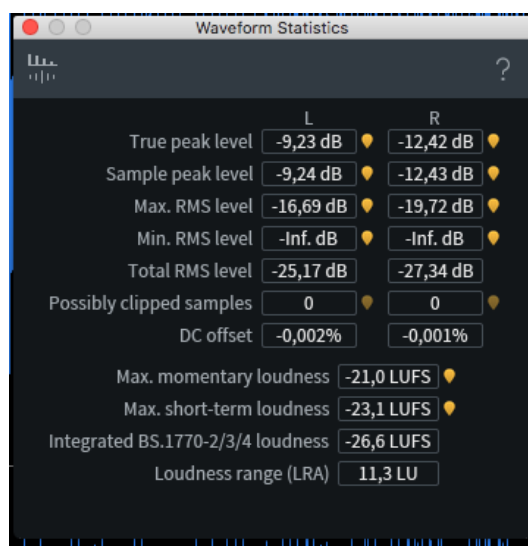 Waveform Statistics
?
L R
True peak level -9,23 dB -12,42 dB
Sample peak level -9,24 dB -12,43 dB
Max. RMS level -16,69 dB -19,72 dB
Min. RMS level -Inf. dB -Inf. dB
Total RMS level -25,17 dB -27,34 dB
Possibly clipped samples 0 0
DC offset -0,002% -0,001%
Max. momentary loudness -21,0 LUFS
Max. short-term loudness -23,1 LUFS
Integrated BS.1770-2/3/4 loudness -26,6 LUFS
Loudness range (LRA) 11,3 LU